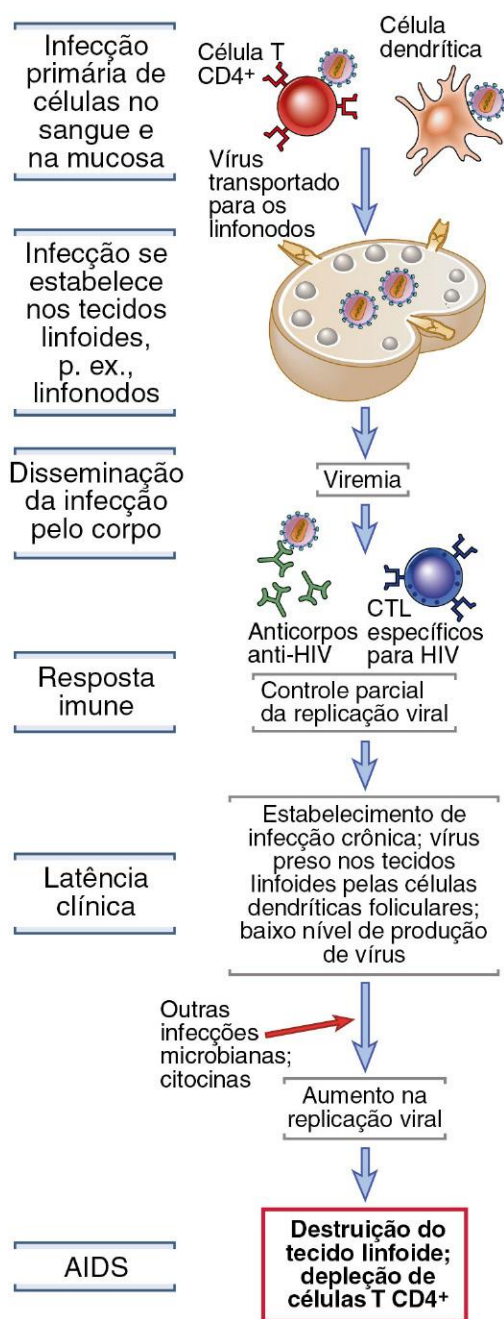 Infecção
primária de
células no
sangue e
na mucosa
Célula T
CD4+
Célula
dendrítica
Vírus
transportado
para os
linfonodos
Infecção se
estabelece
nos tecidos
linfoides,
p. ex.,
linfonodos
Disseminação
da infecção
pelo corpo
Viremia
Anticorpos
anti-HIV
CTL
específicos
para HIV
Resposta
imune
Controle parcial
da replicação viral
Latência
clínica
Estabelecimento de
infecção crônica; vírus
preso nos tecidos
linfoides pelas células
dendríticas foliculares;
baixo nível de produção
de vírus
Outras
infecções
microbianas;
citocinas
Aumento na
replicação viral
AIDS
Destruição do
tecido linfoide;
depleção de
células T CD4+